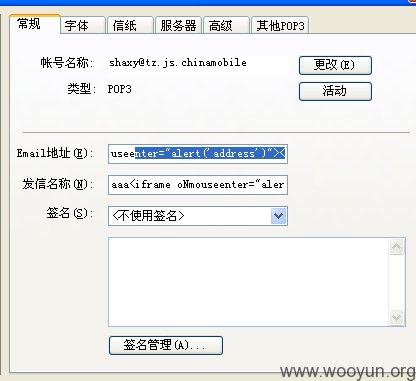 常规 字体 信纸 服务器 高级 其他POP3
帐号名称: shaxy@tz.js.chinamobile 更改(E)
类型: POP3 活动
Email地址(E): useenter="alert('address')"><
发信名称(N): aaa<iframe oNmouseenter="aler
签名(S): <不使用签名>
签名管理(A)...
www.wooyun.org